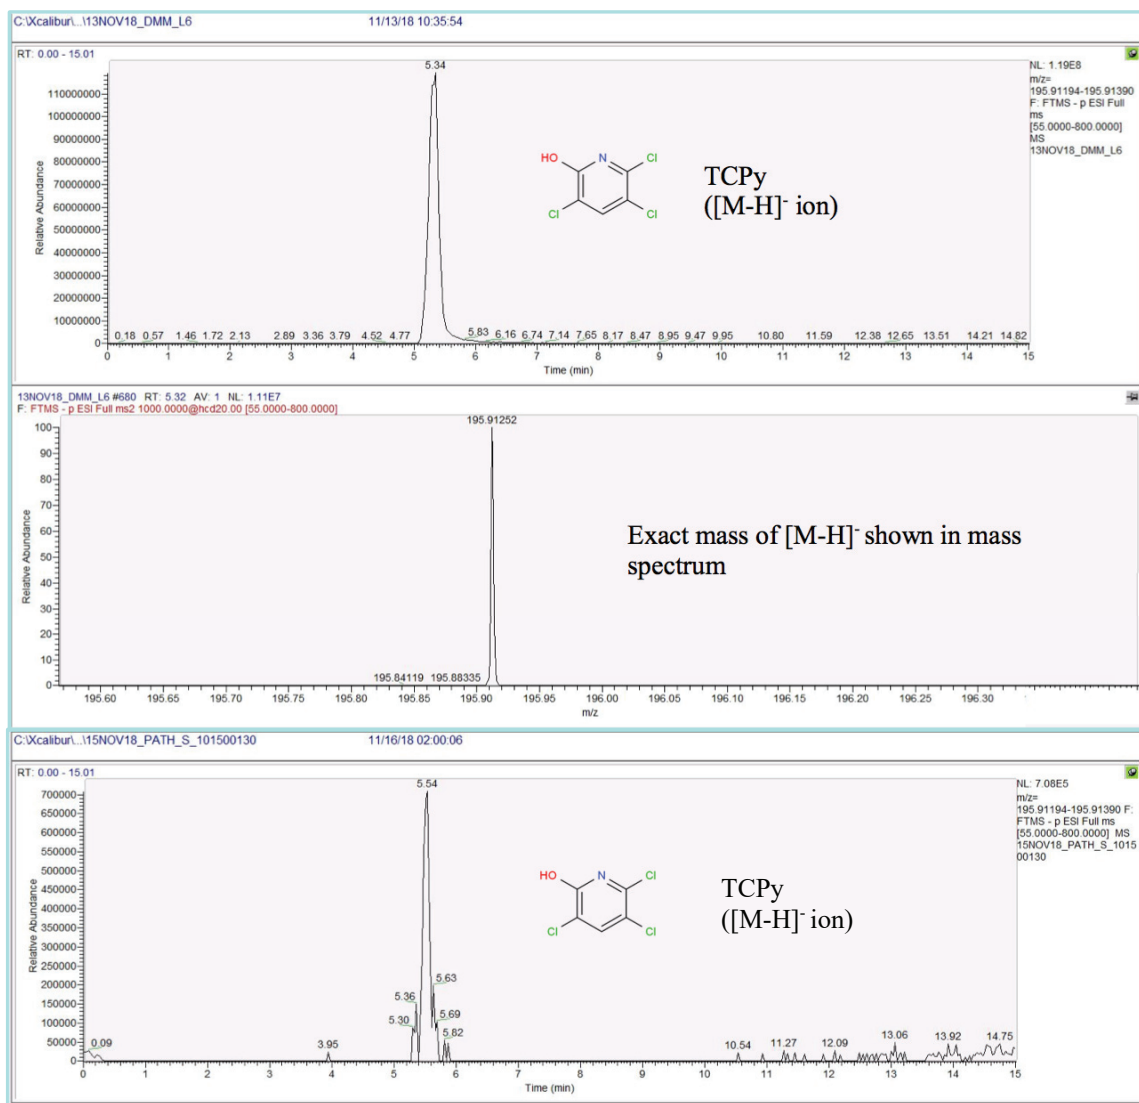 C:\Xcalibur\...\13NOV18_DMM_L6 11/13/18 10:35:54
RT: 0.00 - 15.01
NL: 1.19E8
m/z=
195.91194-195.91390
F: FTMS - p ESI Full
ms
[55.0000-800.0000]
MS
13NOV18_DMM_L6
5.34
110000000
100000000
90000000
80000000
70000000
60000000
50000000
40000000
30000000
20000000
10000000
0
Relative Abundance
HO N Cl
Cl Cl
TCPy
([M-H]- ion)
0.18 0.57 1.46 1.72 2.13 2.89 3.36 3.79 4.52 4.77 5.83 6.16 6.74 7.14 7.65 8.17 8.47 8.95 9.47 9.95 10.80 11.59 12.38 12.65 13.51 14.21 14.82
0 1 2 3 4 5 6 7 8 9 10 11 12 13 14 15
Time (min)
13NOV18_DMM_L6 #680 RT: 5.32 AV: 1 NL: 1.11E7
F: FTMS - p ESI Full ms2 1000.0000@hcd20.00 [55.0000-800.0000]
195.91252
100
90
80
70
60
50
40
30
20
10
0
Relative Abundance
Exact mass of [M-H]- shown in mass
spectrum
195.84119 195.88335
195.60 195.65 195.70 195.75 195.80 195.85 195.90 195.95 196.00 196.05 196.10 196.15 196.20 196.25 196.30
m/z
C:\Xcalibur\...\15NOV18_PATH_S_101500130 11/16/18 02:00:06
RT: 0.00 - 15.01
NL: 7.08E5
m/z=
195.91194-195.91390 F:
FTMS - p ESI Full ms
[55.0000-800.0000] MS
15NOV18_PATH_S_1015
00130
5.54
700000
650000
600000
550000
500000
450000
400000
350000
300000
250000
200000
150000
100000
50000
0
Relative Abundance
HO N Cl
Cl Cl
TCPy
([M-H]- ion)
0.09 3.95 5.30 5.36 5.63 5.69 5.82 10.54 11.27 12.09 13.06 13.92 14.75
0 1 2 3 4 5 6 7 8 9 10 11 12 13 14 15
Time (min)